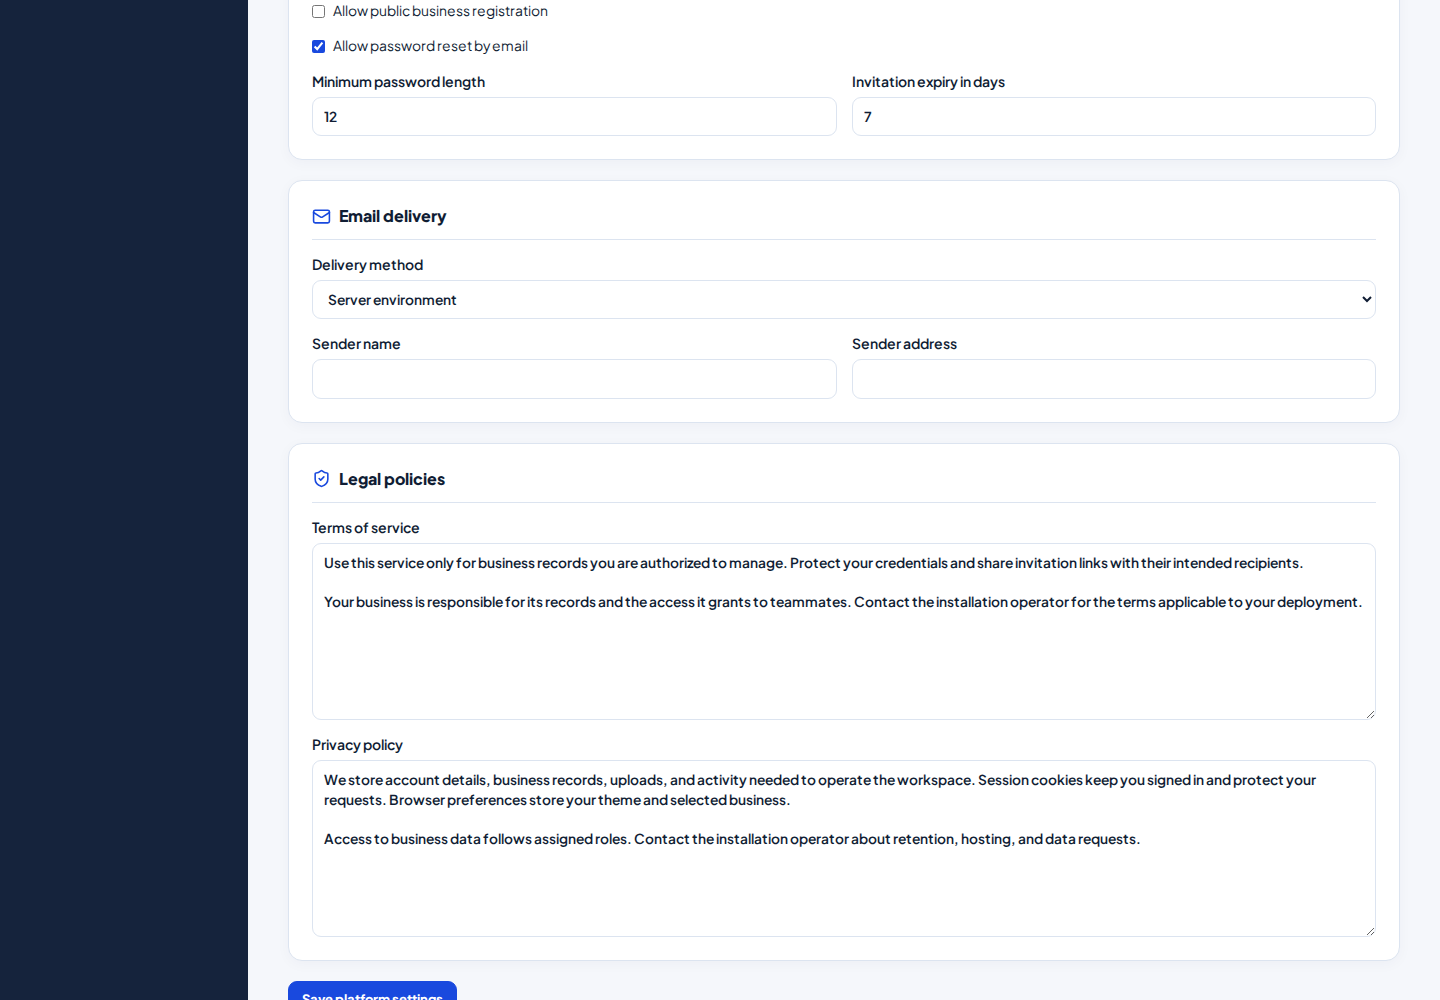 Allow public business registration
Allow password reset by email
Minimum password length
Invitation expiry in days
12
7
Email delivery
Delivery method
Server environment
Sender name
Sender address
Legal policies
Terms of service
Use this service only for business records you are authorized to manage. Protect your credentials and share invitation links with their intended recipients.
Your business is responsible for its records and the access it grants to teammates. Contact the installation operator for the terms applicable to your deployment.
Privacy policy
We store account details, business records, uploads, and activity needed to operate the workspace. Session cookies keep you signed in and protect your
requests. Browser preferences store your theme and selected business.
Access to business data follows assigned roles. Contact the installation operator about retention, hosting, and data requests.
Save platform settings